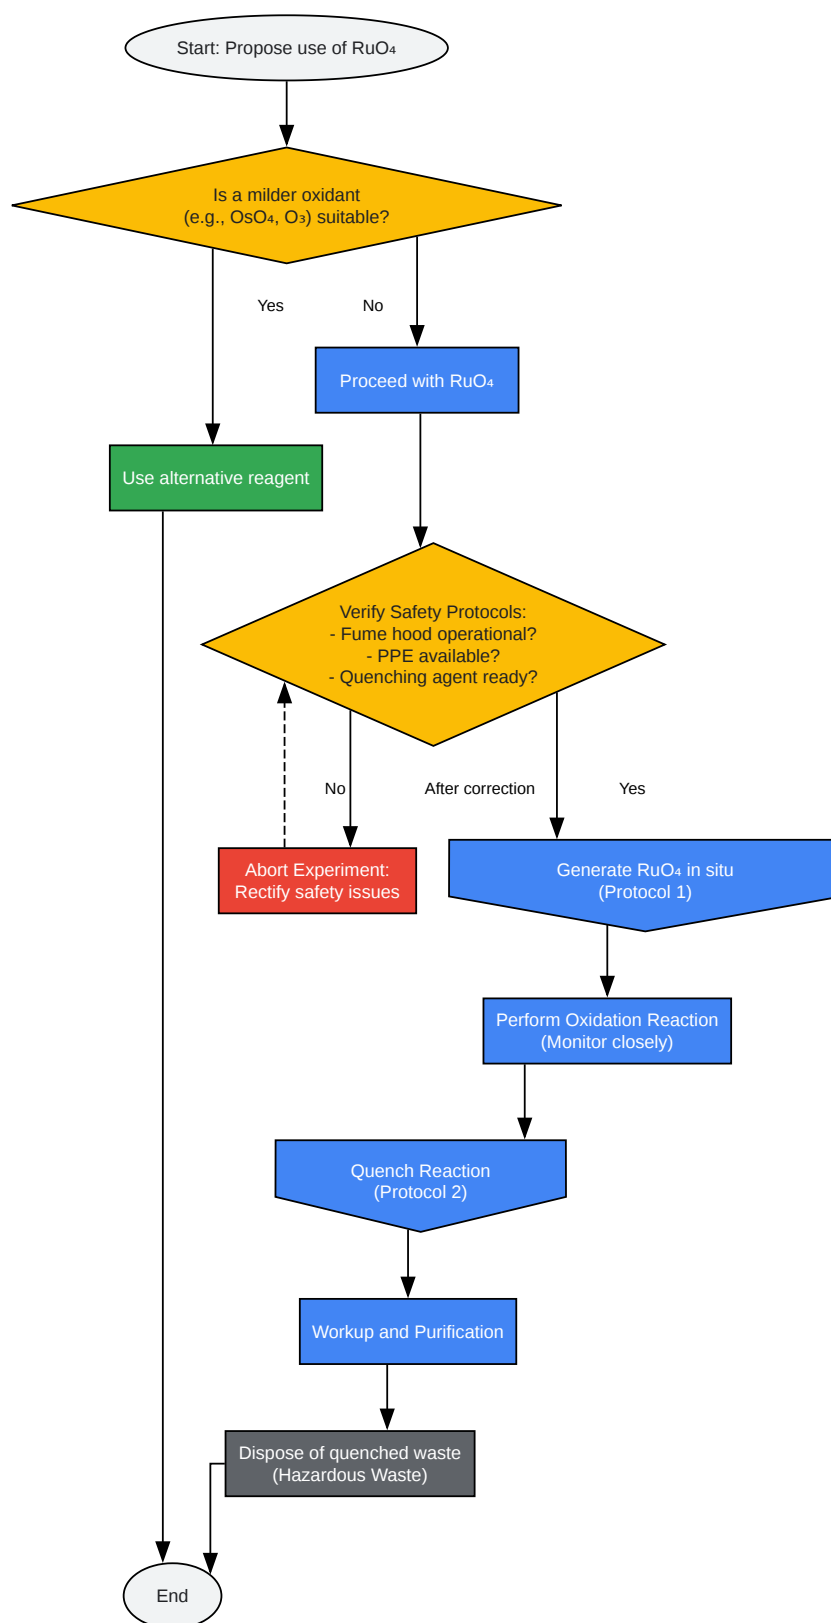 Start: Propose use of RuO₄
Is a milder oxidant
(e.g., OsO₄, O₃) suitable?
Yes
No
Proceed with RuO₄
Use alternative reagent
Verify Safety Protocols:
- Fume hood operational?
- PPE available?
- Quenching agent ready?
No
After correction
Yes
Abort Experiment:
Rectify safety issues
Generate RuO₄ in situ
(Protocol 1)
Perform Oxidation Reaction
(Monitor closely)
Quench Reaction
(Protocol 2)
Workup and Purification
Dispose of quenched waste
(Hazardous Waste)
End